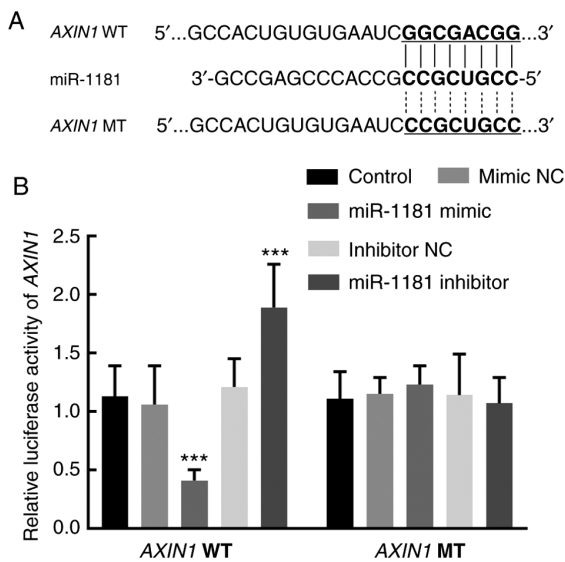 A
AXIN1 WT 5′...GCCACUGUGUGAAUCGGCGACGG...3′
miR-1181 3′-GCCGAGCCCACCGCCGCUGCC-5′
AXIN1 MT 5′...GCCACUGUGUGAAUCCCGCUGCC...3′
B
Control
Mimic NC
miR-1181 mimic
Inhibitor NC
miR-1181 inhibitor
Relative luciferase activity of AXIN1
2.5
2.0
1.5
1.0
0.5
0.0
***
***
AXIN1 WT
AXIN1 MT